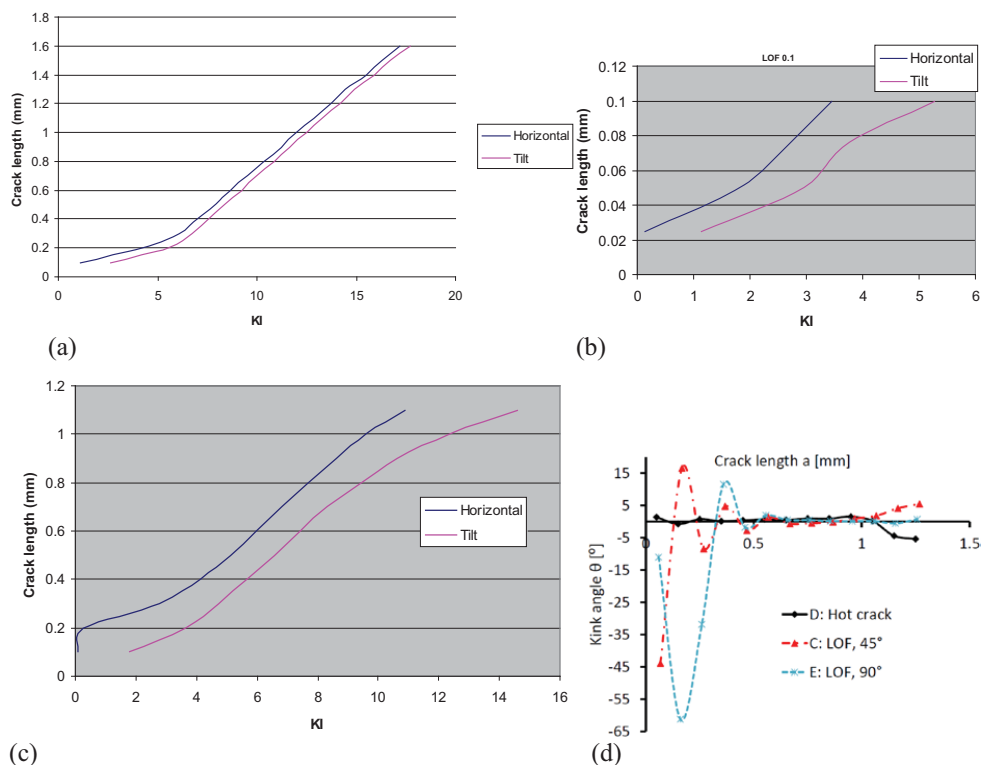 1.8
1.6
1.4
1.2
1
0.8
0.6
0.4
0.2
0
0 5 10 15 20
Crack length (mm)
KI
Horizontal
Tilt
(a)
LOF 0.1
Horizontal
Tilt
0.12
0.1
0.08
0.06
0.04
0.02
0
0 1 2 3 4 5 6
Crack length (mm)
KI
(b)
1.2
1
0.8
0.6
0.4
0.2
0
0 2 4 6 8 10 12 14 16
Crack length (mm)
KI
Horizontal
Tilt
(c)
Crack length a [mm]
15
5
-5
-15
-25
-35
-45
-55
-65
0 0.5 1 1.5
Kink angle θ [°]
D: Hot crack
C: LOF, 45°
E: LOF, 90°
(d)